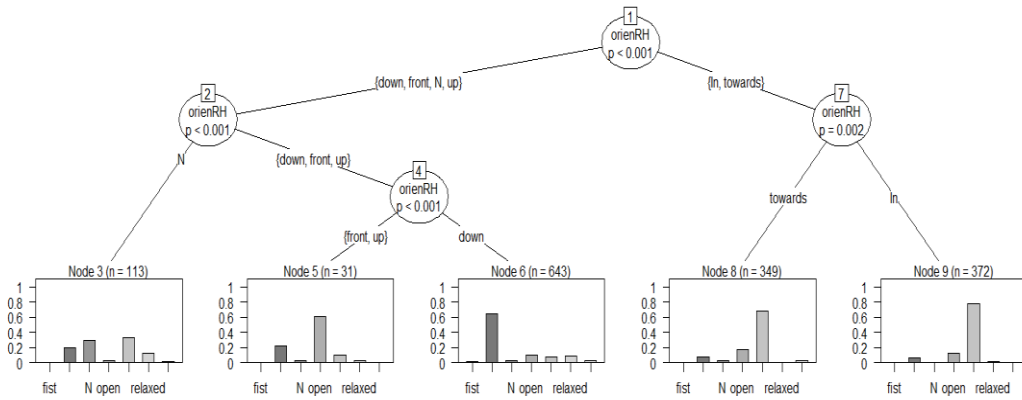 1
orienRH
p < 0.001
{down, front, N, up}
{In, towards}
2
orienRH
p < 0.001
7
orienRH
p = 0.002
N
{down, front, up}
4
orienRH
p < 0.001
towards
In
{front, up}
down
Node 3 (n = 113)
1
0.8
0.6
0.4
0.2
0
fist N open relaxed
Node 5 (n = 31)
1
0.8
0.6
0.4
0.2
0
fist N open relaxed
Node 6 (n = 643)
1
0.8
0.6
0.4
0.2
0
fist N open relaxed
Node 8 (n = 349)
1
0.8
0.6
0.4
0.2
0
fist N open relaxed
Node 9 (n = 372)
1
0.8
0.6
0.4
0.2
0
fist N open relaxed